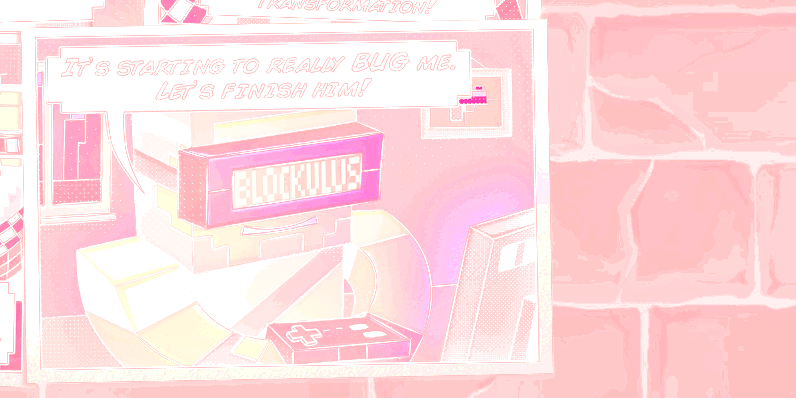 TRANSFORMATION!
IT'S STARTING TO REALLY BUG ME.
LET'S FINISH HIM!
BLOCKULUS